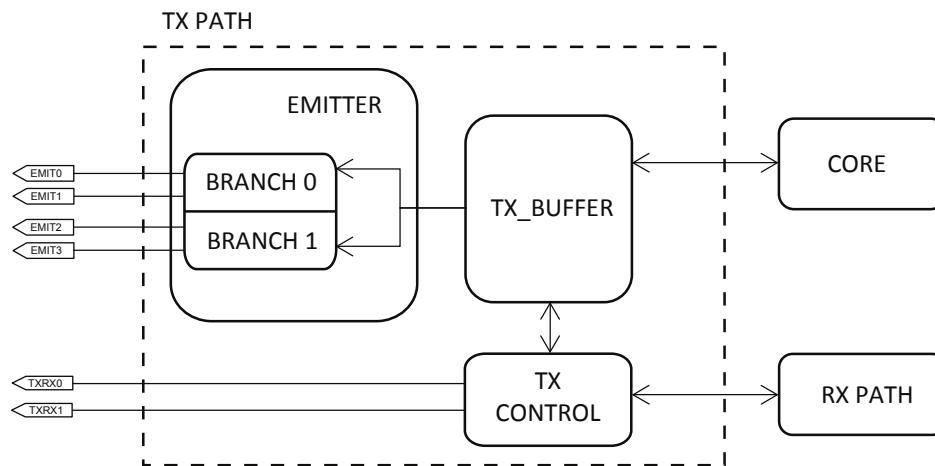 TX PATH
EMITTER
EMIT0
EMIT1
EMIT2
EMIT3
BRANCH 0
BRANCH 1
TX_BUFFER
CORE
TXRX0
TXRX1
TX
CONTROL
RX PATH